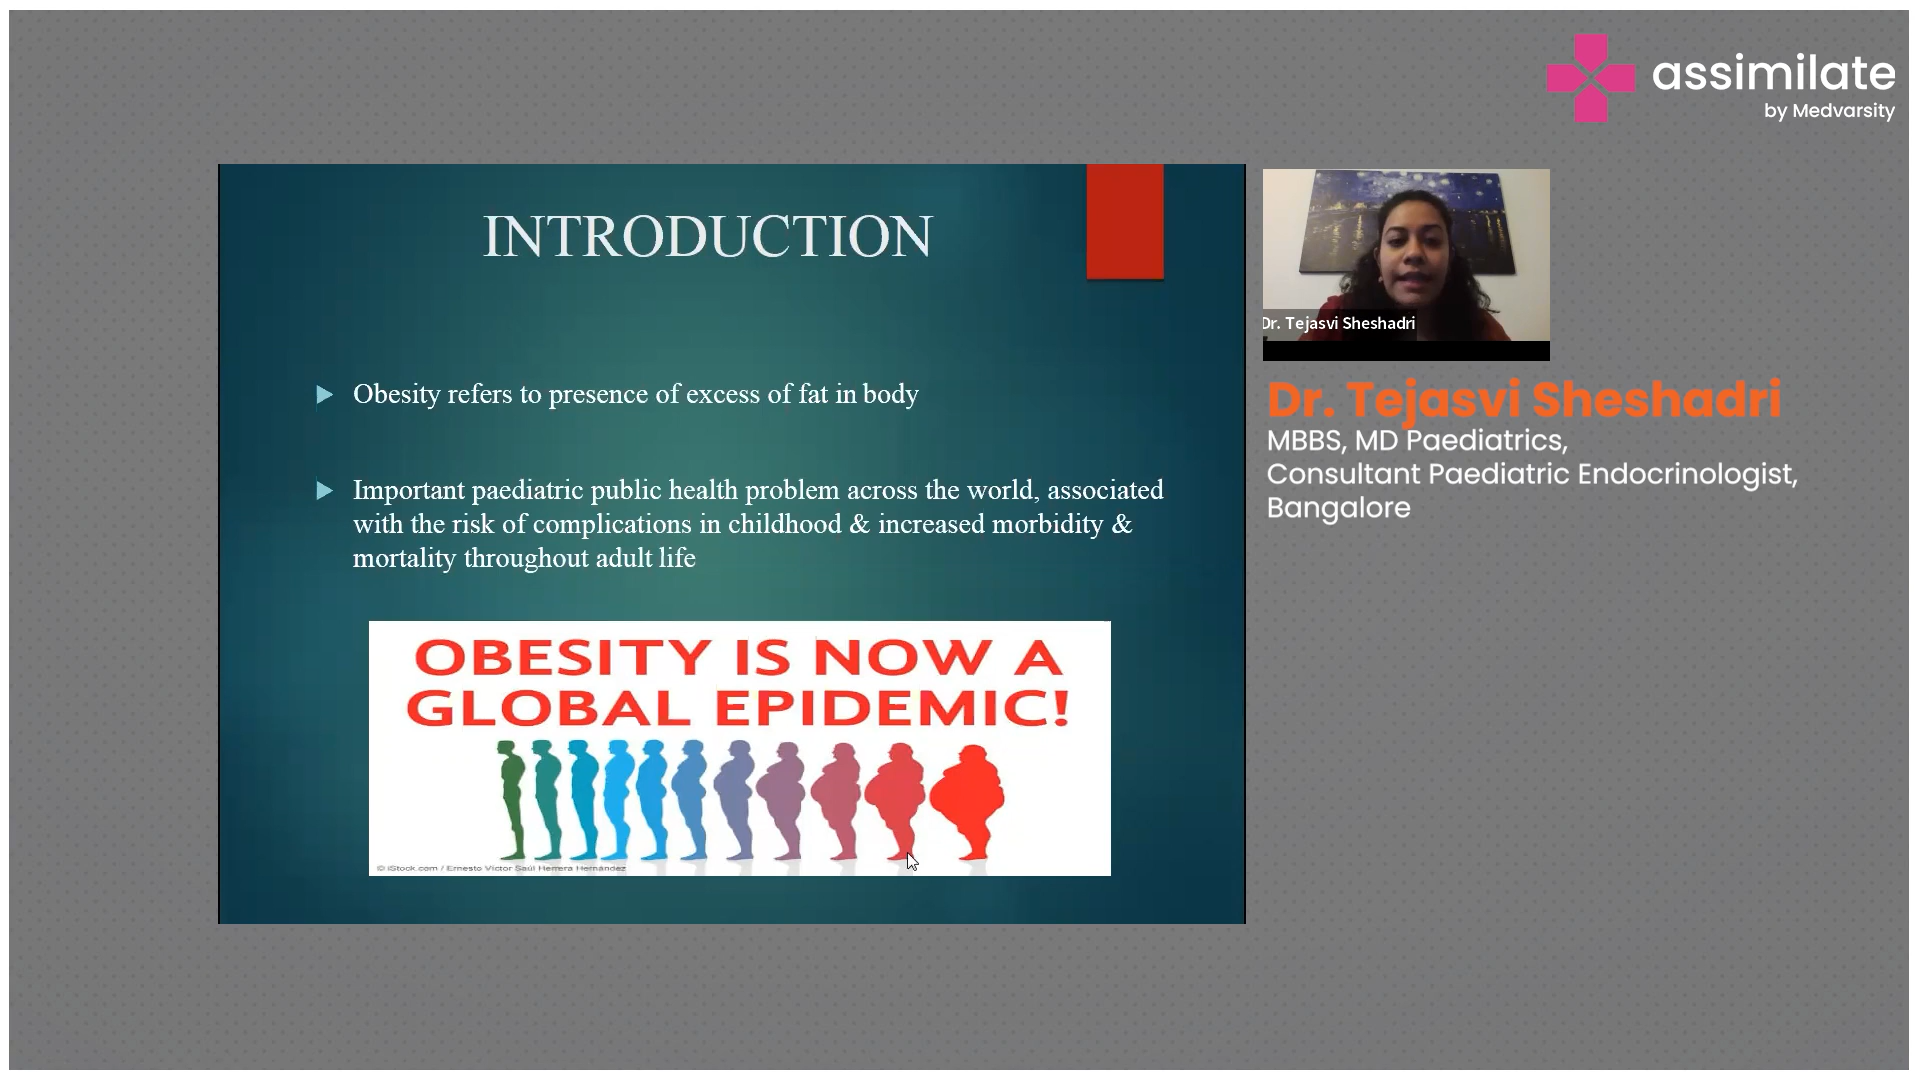 assimilate
by Medvarsity
INTRODUCTION
Obesity refers to presence of excess of fat in body
Important paediatric public health problem across the world, associated
with the risk of complications in childhood & increased morbidity &
mortality throughout adult life
OBESITY IS NOW A
GLOBAL EPIDEMIC!
© iStock.com / Ernesto Víctor Saúl Herrera Hernández
Dr. Tejasvi Sheshadri
Dr. Tejasvi Sheshadri
MBBS, MD Paediatrics,
Consultant Paediatric Endocrinologist,
Bangalore